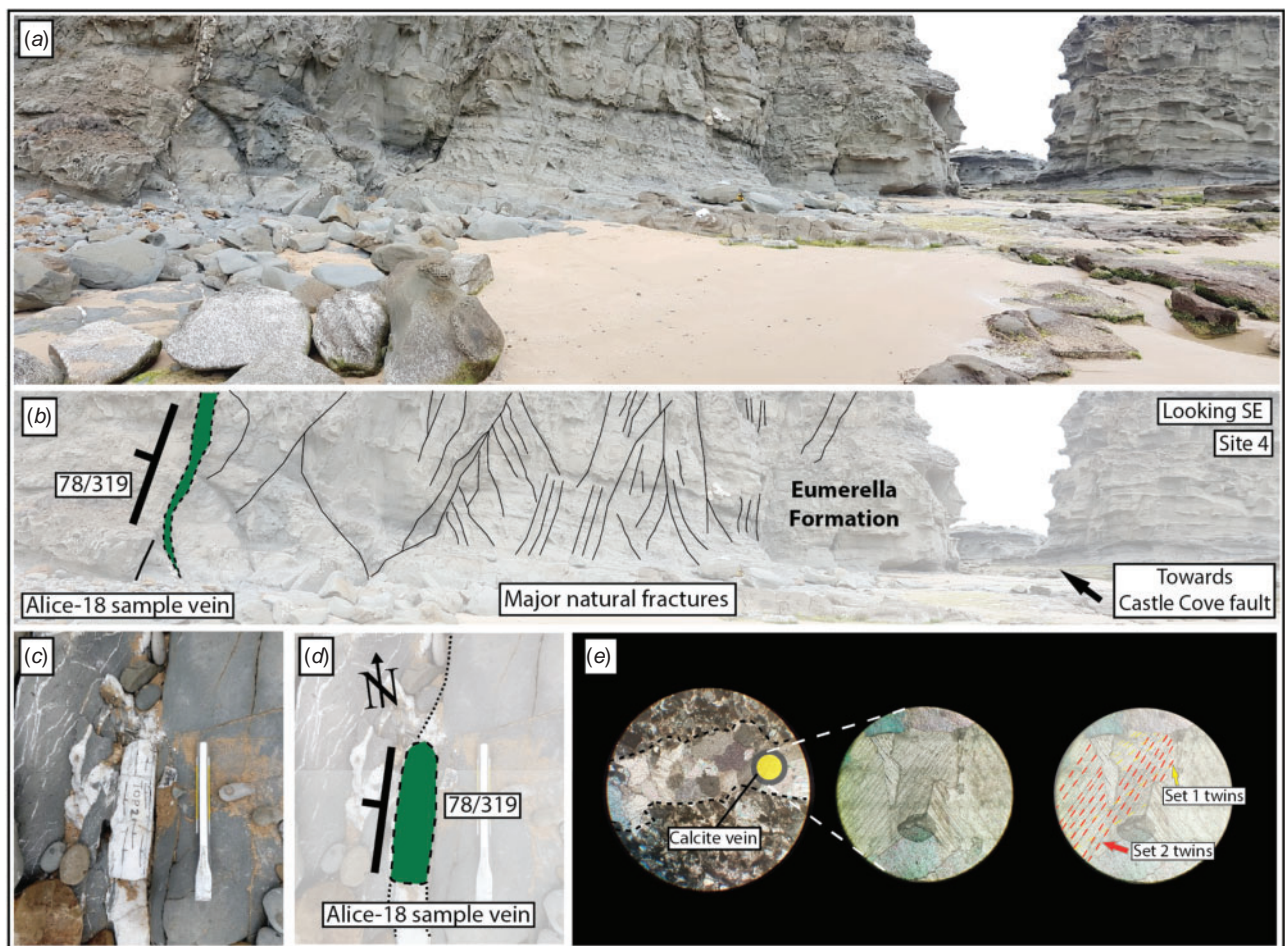 (a)
(b)
Looking SE
Site 4
78/319
Eumerella
Formation
Alice-18 sample vein
Major natural fractures
Towards
Castle Cove fault
(c)
TOP
(d)
N
78/319
Alice-18 sample vein
(e)
Calcite vein
Set 1 twins
Set 2 twins